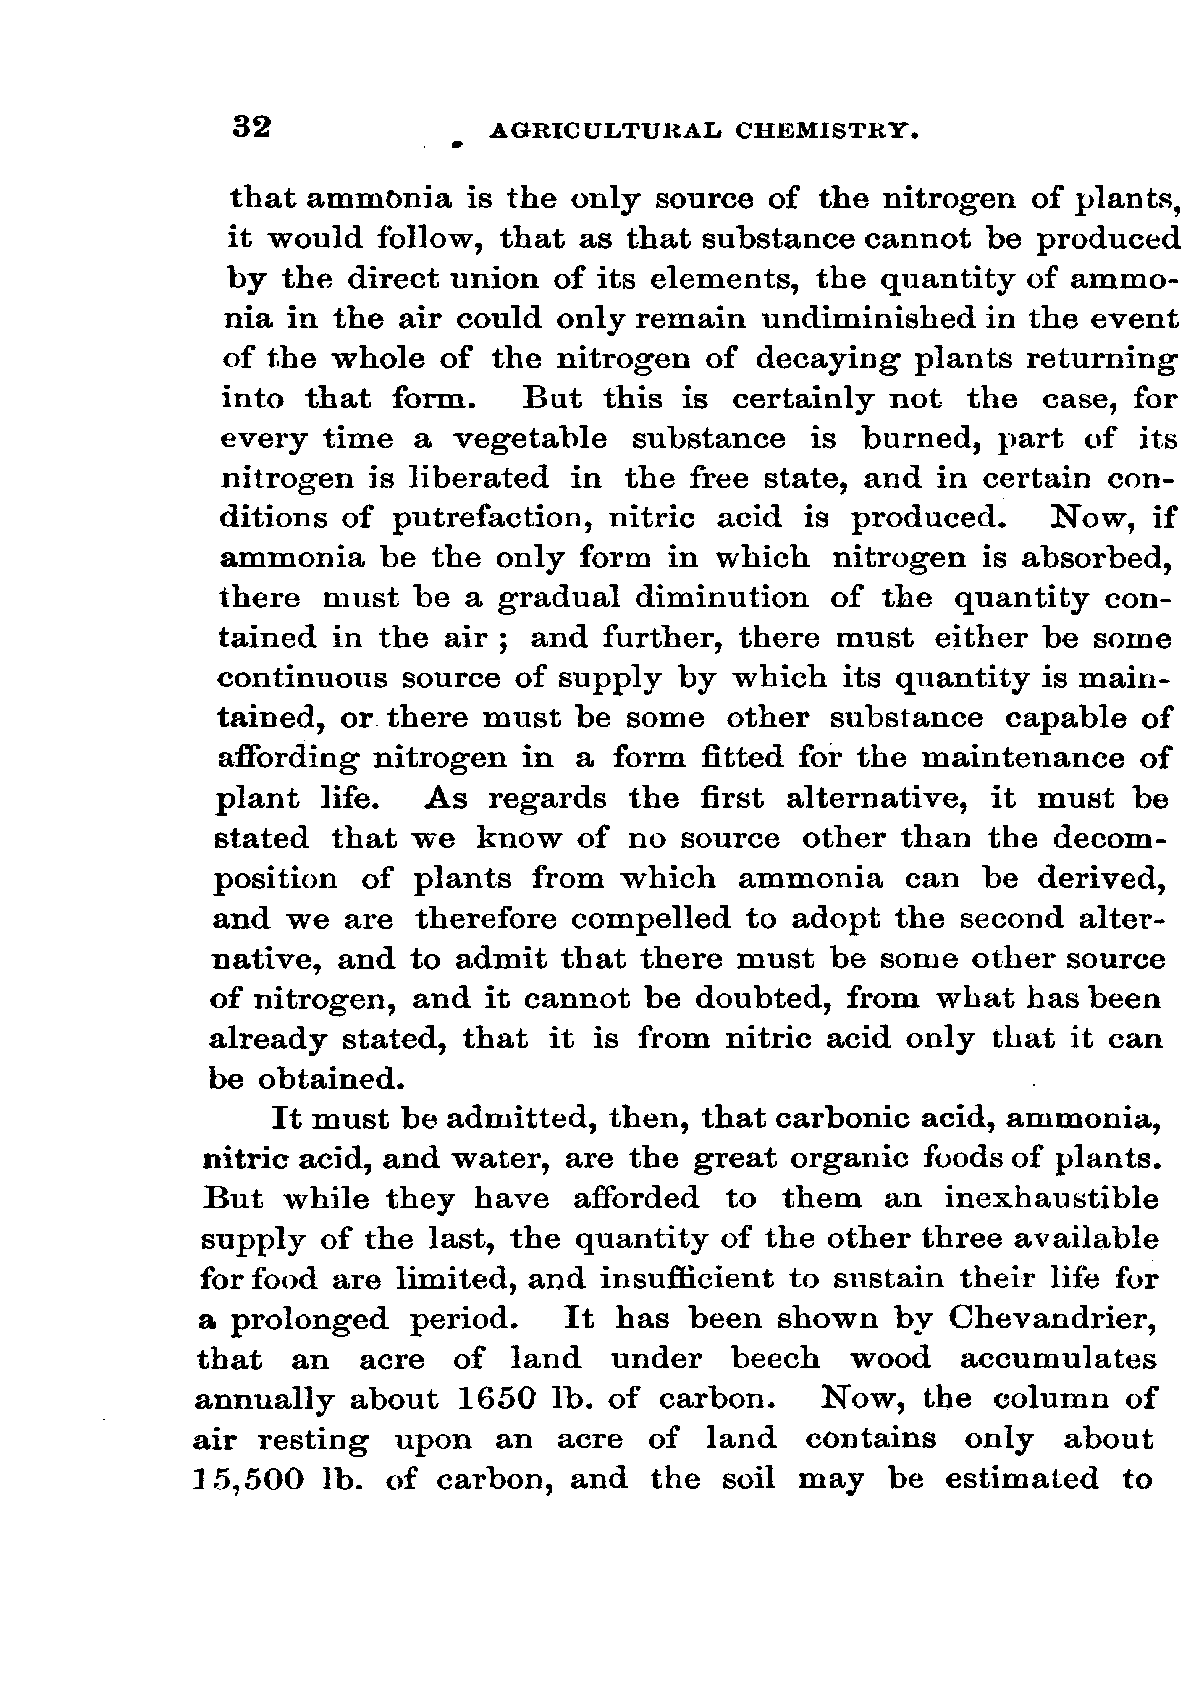 32 AGRICULTURAL CHEMISTRY.
that ammonia is the only source of the nitrogen of plants,
it would follow, that as that substance cannot be produced
by the direct union of its elements, the quantity of ammo-
nia in the air could only remain undiminished in the event
of the whole of the nitrogen of decaying plants returning
into that form. But this is certainly not the case, for
every time a vegetable substance is burned, part of its
nitrogen is liberated in the free state, and in certain con-
ditions of putrefaction, nitric acid is produced. Now, if
ammonia be the only form in which nitrogen is absorbed,
there must be a gradual diminution of the quantity con-
tained in the air ; and further, there must either be some
continuous source of supply by which its quantity is main-
tained, or there must be some other substance capable of
affording nitrogen in a form fitted for the maintenance of
plant life. As regards the first alternative, it must be
stated that we know of no source other than the decom-
position of plants from which ammonia can be derived,
and we are therefore compelled to adopt the second alter-
native, and to admit that there must be some other source
of nitrogen, and it cannot be doubted, from what has been
already stated, that it is from nitric acid only that it can
be obtained.
It must be admitted, then, that carbonic acid, ammonia,
nitric acid, and water, are the great organic foods of plants.
But while they have afforded to them an inexhaustible
supply of the last, the quantity of the other three available
for food are limited, and insufficient to sustain their life for
a prolonged period. It has been shown by Chevandrier,
that an acre of land under beech wood accumulates
annually about 1650 lb. of carbon. Now, the column of
air resting upon an acre of land contains only about
15,500 lb. of carbon, and the soil may be estimated to